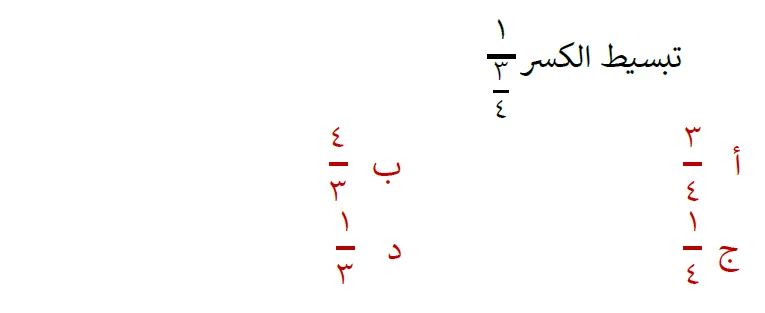 تبسيط الكسر ١/(٣/٤)
أ ٣/٤
ب ٤/٣
ج ١/٤
د ١/٣